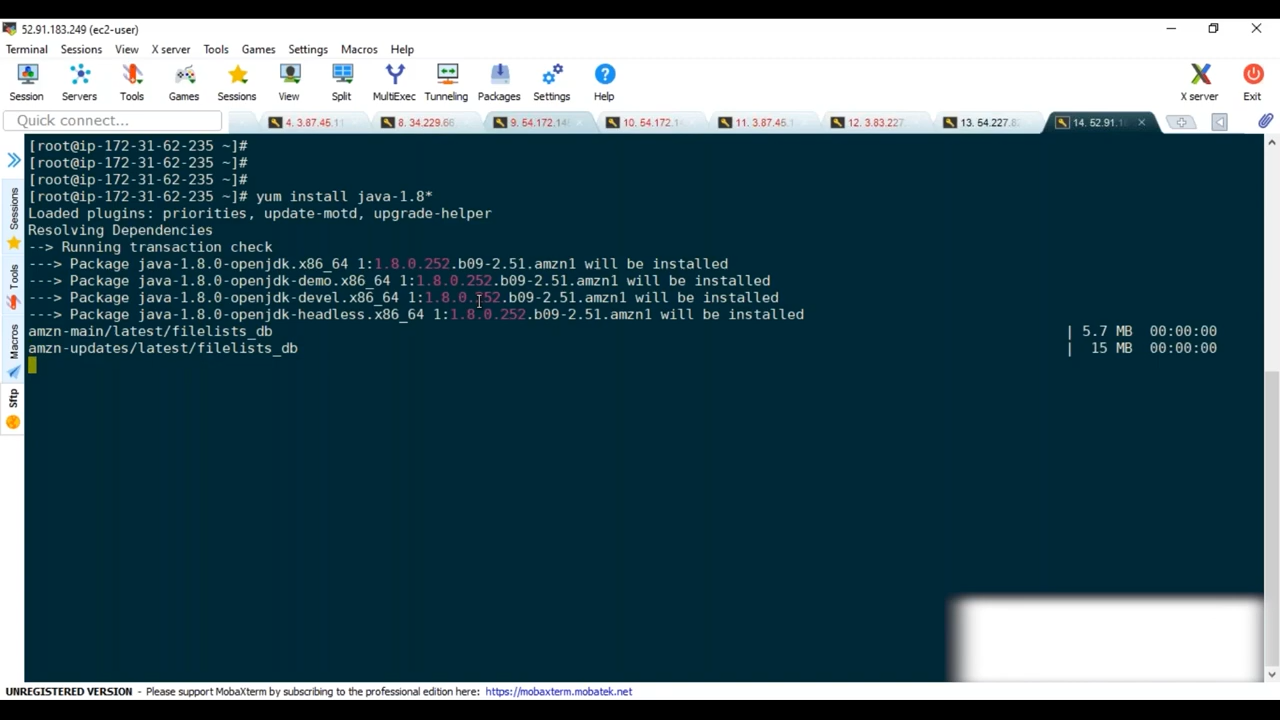 52.91.183.249 (ec2-user)
Terminal Sessions View X server Tools Games Settings Macros Help
Session Servers Tools Games Sessions View Split MultiExec Tunneling Packages Settings Help X server Exit
Quick connect...
4. 3.87.45.11 8. 34.229.66 9. 54.172.14 10. 54.172.1 11. 3.87.45.1 12. 3.83.227 13. 54.227.8 14. 52.91.1
Sessions
Tools
Macros
Sftp
[root@ip-172-31-62-235 ~]#
[root@ip-172-31-62-235 ~]#
[root@ip-172-31-62-235 ~]#
[root@ip-172-31-62-235 ~]# yum install java-1.8*
Loaded plugins: priorities, update-motd, upgrade-helper
Resolving Dependencies
--> Running transaction check
---> Package java-1.8.0-openjdk.x86_64 1:1.8.0.252.b09-2.51.amzn1 will be installed
---> Package java-1.8.0-openjdk-demo.x86_64 1:1.8.0.252.b09-2.51.amzn1 will be installed
---> Package java-1.8.0-openjdk-devel.x86_64 1:1.8.0.252.b09-2.51.amzn1 will be installed
---> Package java-1.8.0-openjdk-headless.x86_64 1:1.8.0.252.b09-2.51.amzn1 will be installed
amzn-main/latest/filelists_db | 5.7 MB 00:00:00
amzn-updates/latest/filelists_db | 15 MB 00:00:00
UNREGISTERED VERSION - Please support MobaXterm by subscribing to the professional edition here: https://mobaxterm.mobatek.net